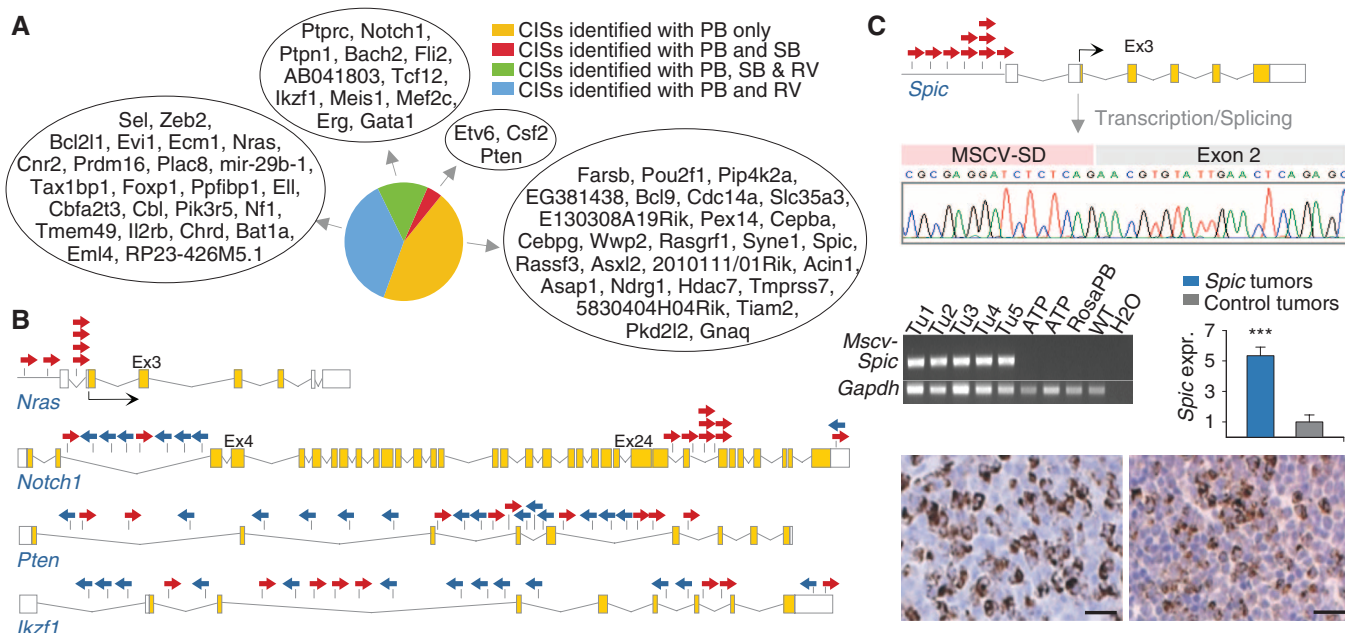 A
Ptprc, Notch1,
Ptpn1, Bach2, Fli2,
AB041803, Tcf12,
Ikzf1, Meis1, Mef2c,
Erg, Gata1
CISs identified with PB only
CISs identified with PB and SB
CISs identified with PB, SB & RV
CISs identified with PB and RV
Sel, Zeb2,
Bcl2l1, Evi1, Ecm1, Nras,
Cnr2, Prdm16, Plac8, mir-29b-1,
Tax1bp1, Foxp1, Ppfibp1, Ell,
Cbfa2t3, Cbl, Pik3r5, Nf1,
Tmem49, Il2rb, Chrd, Bat1a,
Eml4, RP23-426M5.1
Etv6, Csf2
Pten
Farsb, Pou2f1, Pip4k2a,
EG381438, Bcl9, Cdc14a, Slc35a3,
E130308A19Rik, Pex14, Cepba,
Cebpg, Wwp2, Rasgrf1, Syne1, Spic,
Rassf3, Asxl2, 2010111/01Rik, Acin1,
Asap1, Ndrg1, Hdac7, Tmprss7,
5830404H04Rik, Tiam2,
Pkd2l2, Gnaq
B
Ex3
Nras
Ex4
Ex24
Notch1
Pten
Ikzf1
C
Ex3
Spic
Transcription/Splicing
MSCV-SD
Exon 2
CGCGAGGATCTCTCAGAACGTGTATTGAACTCAGAGC
Tu1
Tu2
Tu3
Tu4
Tu5
ATP
ATP
RosaPB
WT
H2O
Mscv-
Spic
Gapdh
Spic tumors
Control tumors
Spic expr.
7
5
3
1
***